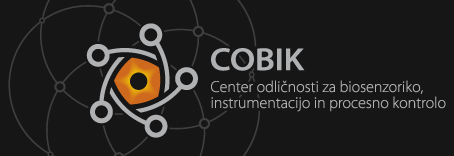 COBIK
Center odličnosti za biosenzoriko,
instrumentacijo in procesno kontrolo